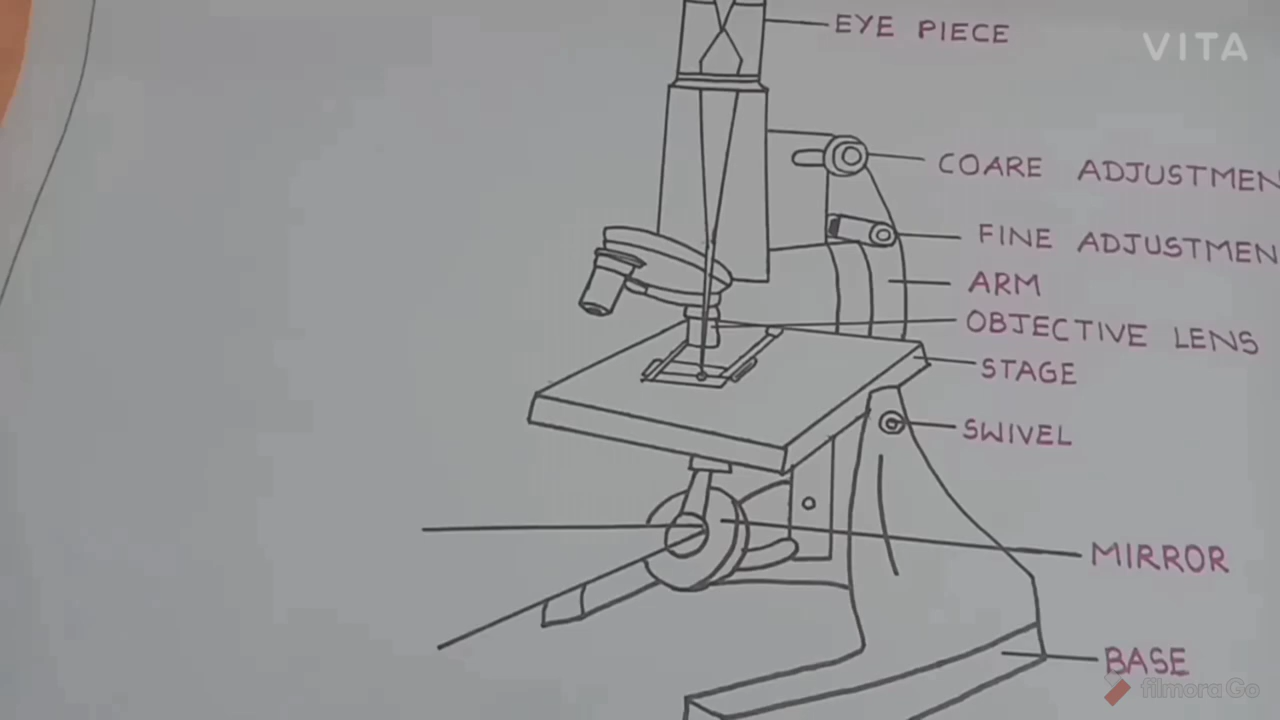 EYE PIECE
VITA
COARE ADJUSTMEN
FINE ADJUSTMEN
ARM
OBJECTIVE LENS
STAGE
SWIVEL
MIRROR
BASE
filmora Go